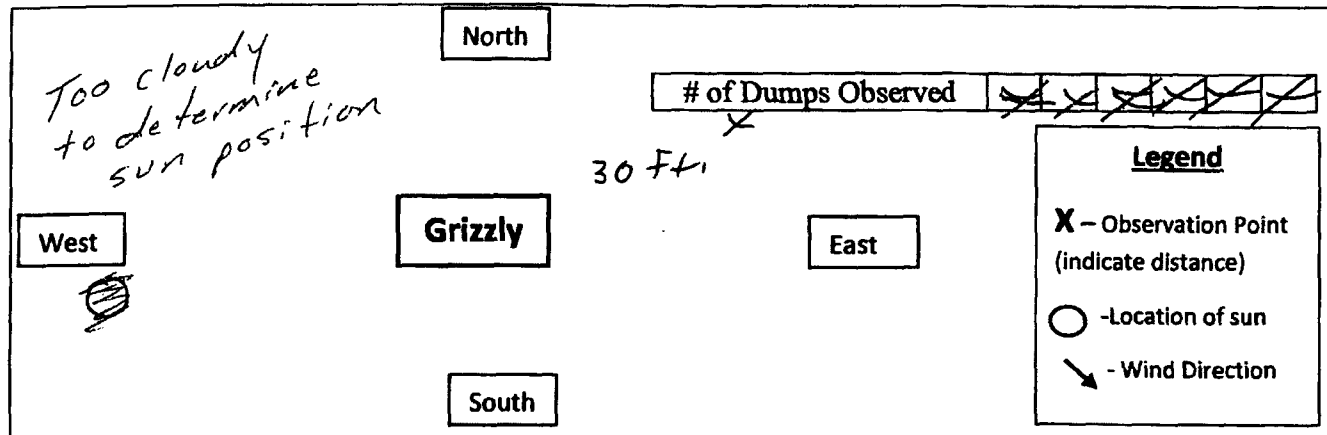 North
Too cloudy
to determine
sun position
# of Dumps Observed
X
30 Ft.
Legend
X – Observation Point
(indicate distance)
-Location of sun
- Wind Direction
West
Grizzly
East
South